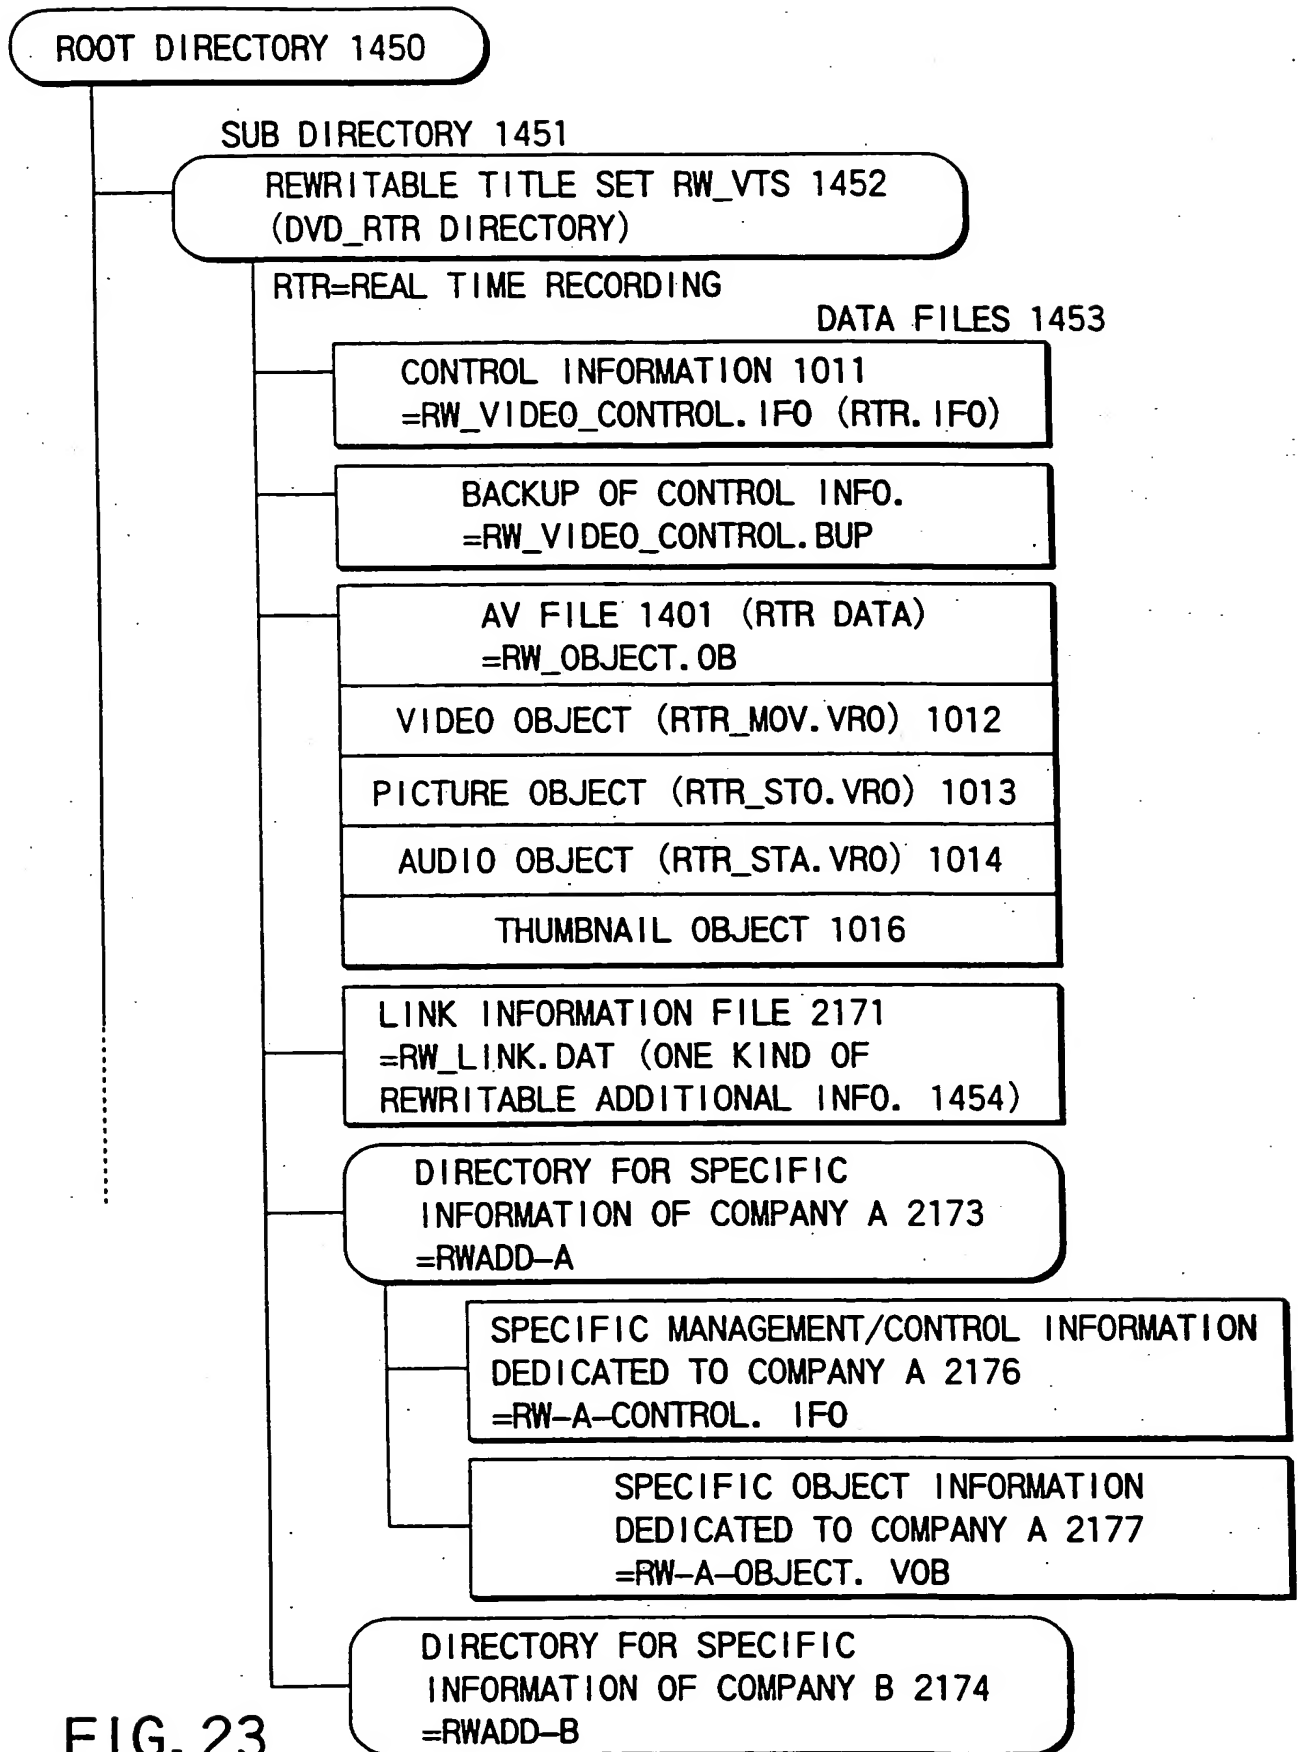 ROOT DIRECTORY 1450
SUB DIRECTORY 1451
REWRITABLE TITLE SET RW_VTS 1452
(DVD_RTR DIRECTORY)
RTR=REAL TIME RECORDING
DATA FILES 1453
CONTROL INFORMATION 1011
=RW_VIDEO_CONTROL.IFO (RTR.IFO)
BACKUP OF CONTROL INFO.
=RW_VIDEO_CONTROL.BUP
AV FILE 1401 (RTR DATA)
=RW_OBJECT.OB
VIDEO OBJECT (RTR_MOV.VRO) 1012
PICTURE OBJECT (RTR_STO.VRO) 1013
AUDIO OBJECT (RTR_STA.VRO) 1014
THUMBNAIL OBJECT 1016
LINK INFORMATION FILE 2171
=RW_LINK.DAT (ONE KIND OF
REWRITABLE ADDITIONAL INFO. 1454)
DIRECTORY FOR SPECIFIC
INFORMATION OF COMPANY A 2173
=RWADD-A
SPECIFIC MANAGEMENT/CONTROL INFORMATION
DEDICATED TO COMPANY A 2176
=RW-A-CONTROL. IFO
SPECIFIC OBJECT INFORMATION
DEDICATED TO COMPANY A 2177
=RW-A-OBJECT. VOB
DIRECTORY FOR SPECIFIC
INFORMATION OF COMPANY B 2174
=RWADD-B
FIG. 23